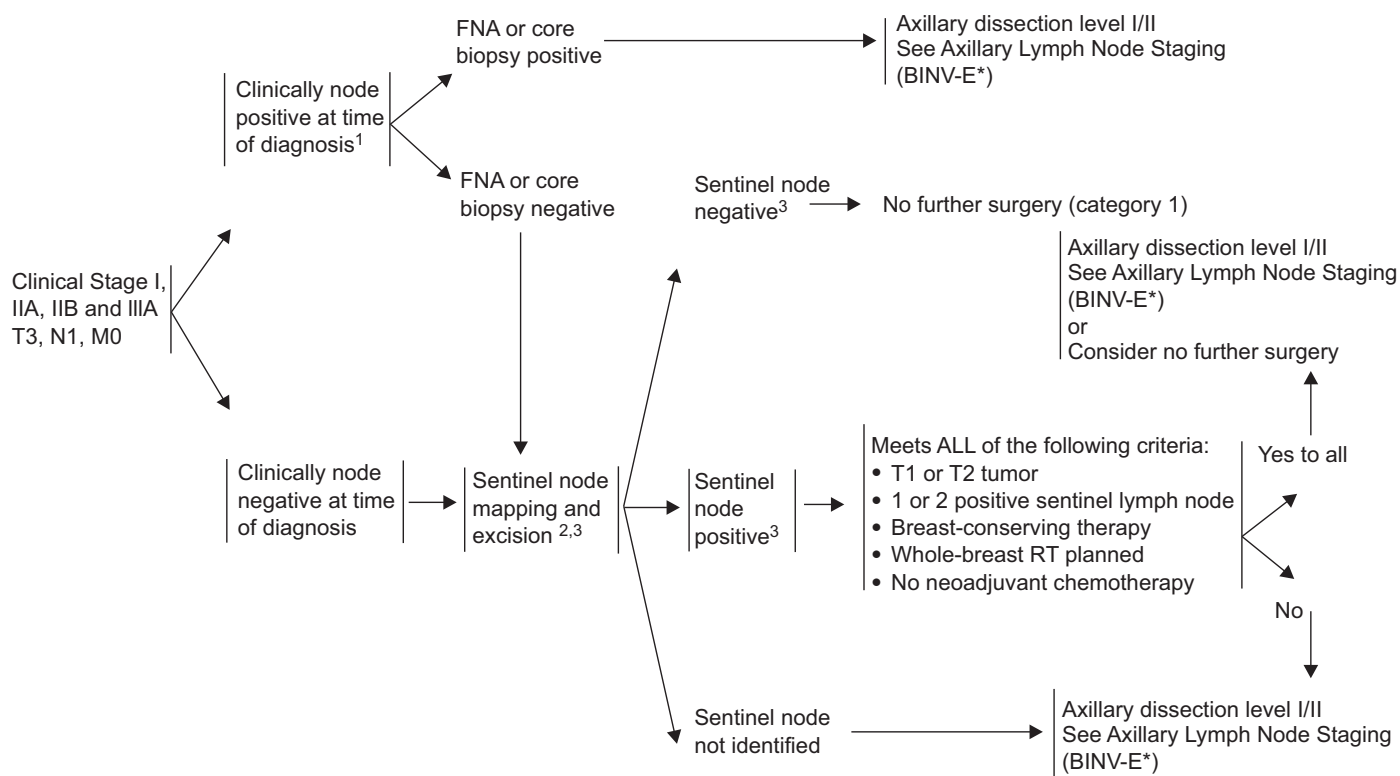 FNA or core
biopsy positive
Axillary dissection level I/II
See Axillary Lymph Node Staging
(BINV-E*)
Clinically node
positive at time
of diagnosis1
FNA or core
biopsy negative
Sentinel node
negative3
No further surgery (category 1)
Axillary dissection level I/II
See Axillary Lymph Node Staging
(BINV-E*)
or
Consider no further surgery
Clinical Stage I,
IIA, IIB and IIIA
T3, N1, M0
Clinically node
negative at time
of diagnosis
Sentinel node
mapping and
excision 2,3
Sentinel
node
positive3
Meets ALL of the following criteria:
• T1 or T2 tumor
• 1 or 2 positive sentinel lymph node
• Breast-conserving therapy
• Whole-breast RT planned
• No neoadjuvant chemotherapy
Yes to all
No
Sentinel node
not identified
Axillary dissection level I/II
See Axillary Lymph Node Staging
(BINV-E*)